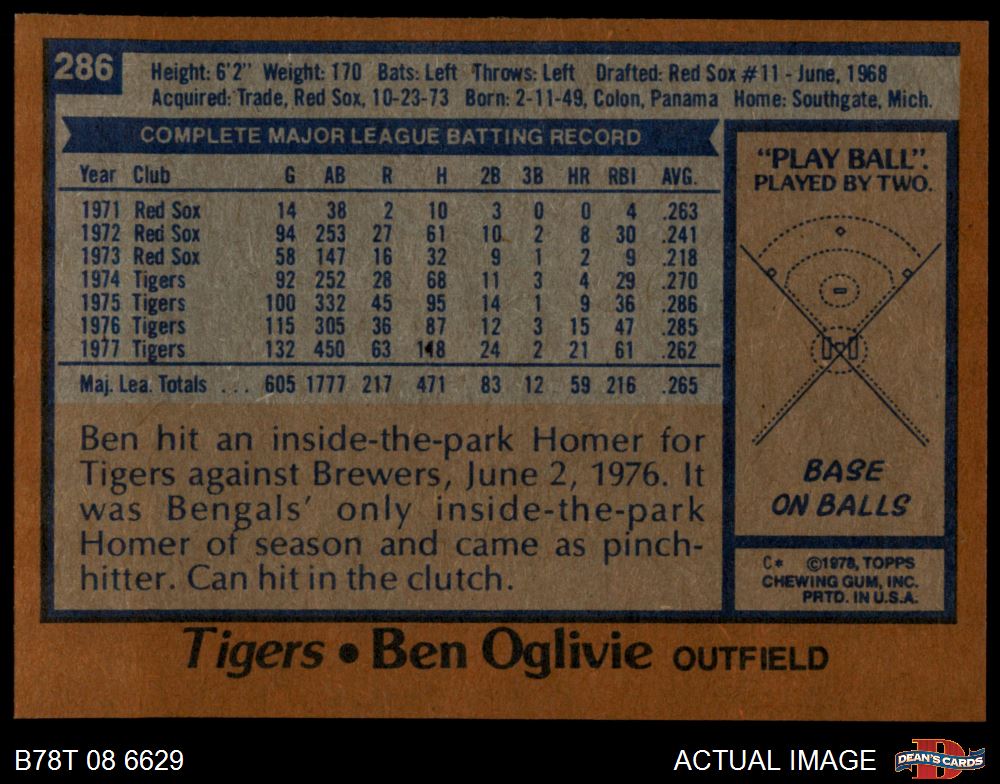 286
Height: 6'2" Weight: 170 Bats: Left Throws: Left Drafted: Red Sox #11 - June, 1968
Acquired: Trade, Red Sox, 10-23-73 Born: 2-11-49, Colon, Panama Home: Southgate, Mich.
COMPLETE MAJOR LEAGUE BATTING RECORD
Year Club G AB R H 2B 3B HR RBI AVG.
1971 Red Sox 14 38 2 10 3 0 0 4 .263
1972 Red Sox 94 253 27 61 10 2 8 30 .241
1973 Red Sox 58 147 16 32 9 1 2 9 .218
1974 Tigers 92 252 28 68 11 3 4 29 .270
1975 Tigers 100 332 45 95 14 1 9 36 .286
1976 Tigers 115 305 36 87 12 3 15 47 .285
1977 Tigers 132 450 63 118 24 2 21 61 .262
Maj. Lea. Totals ... 605 1777 217 471 83 12 59 216 .265
Ben hit an inside-the-park Homer for
Tigers against Brewers, June 2, 1976. It
was Bengals' only inside-the-park
Homer of season and came as pinch-
hitter. Can hit in the clutch.
"PLAY BALL".
PLAYED BY TWO.
BASE
ON BALLS
C* ©1978, TOPPS
CHEWING GUM, INC.
PRTD. IN U.S.A.
Tigers • Ben Oglivie OUTFIELD
B78T 08 6629
ACTUAL IMAGE
DEAN'S CARDS